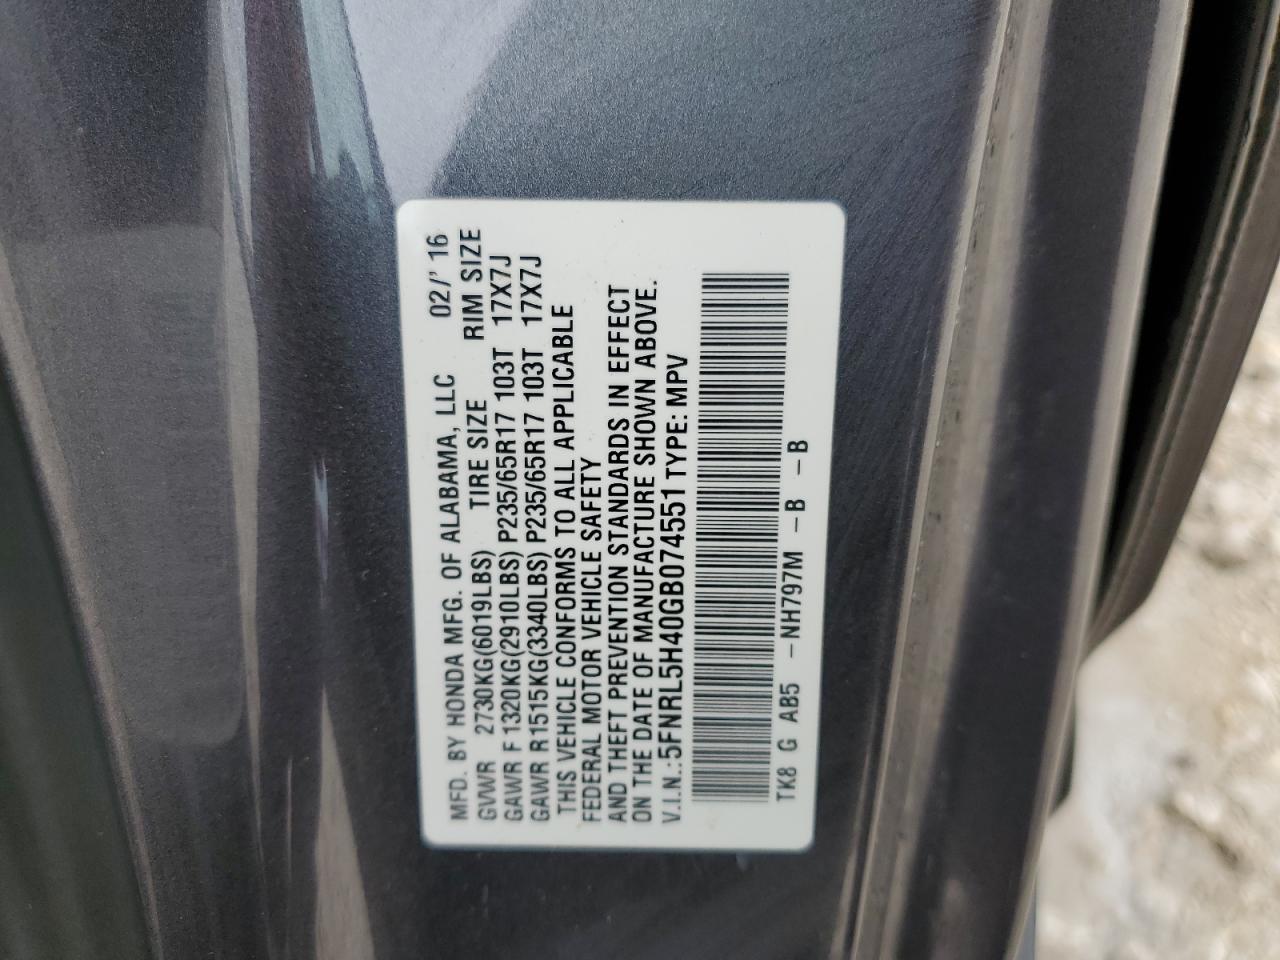 MFD. BY HONDA MFG. OF ALABAMA, LLC 02/' 16
GVWR 2730KG(6019LBS) TIRE SIZE RIM SIZE
GAWR F 1320KG(2910LBS) P235/65R17 103T 17X7J
GAWR R1515KG(3340LBS) P235/65R17 103T 17X7J
THIS VEHICLE CONFORMS TO ALL APPLICABLE
FEDERAL MOTOR VEHICLE SAFETY
AND THEFT PREVENTION STANDARDS IN EFFECT
ON THE DATE OF MANUFACTURE SHOWN ABOVE.
V.I.N.:5FNRL5H40GB074551 TYPE: MPV
TK8 G AB5 -NH797M -B -B